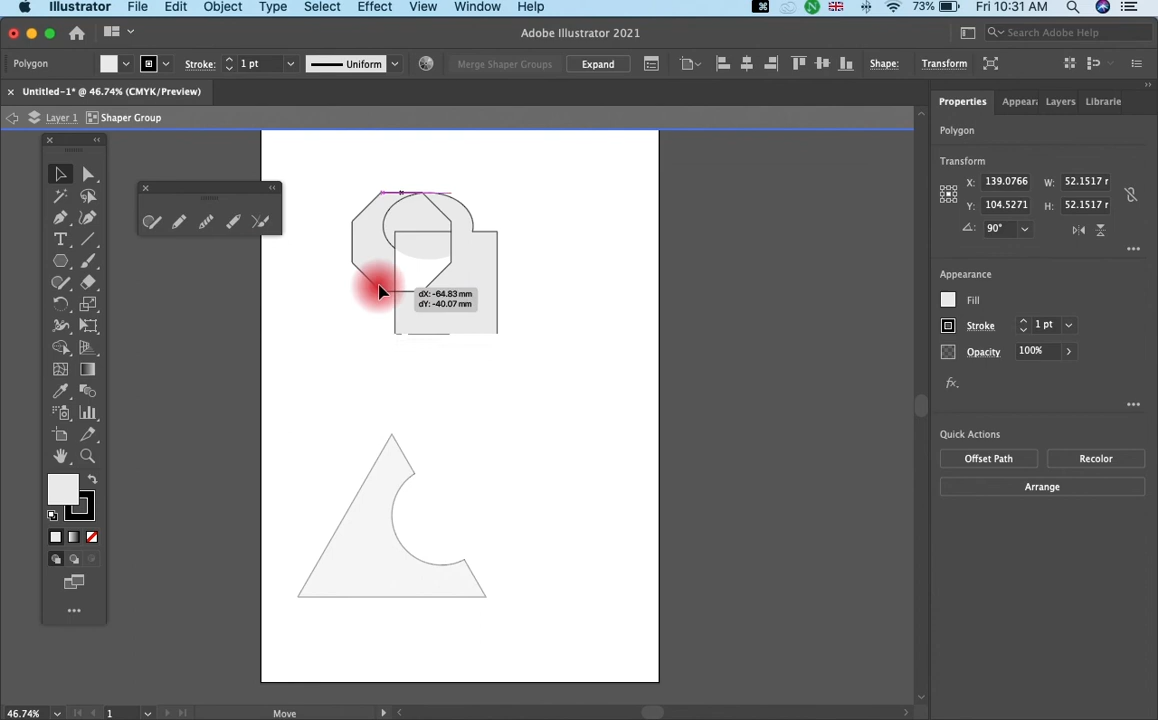 Illustrator File Edit Object Type Select Effect View Window Help
73% Fri 10:31 AM
Adobe Illustrator 2021
Search Adobe Help
Polygon
Stroke: 1 pt Uniform Merge Shaper Groups Expand Shape: Transform
Untitled-1* @ 46.74% (CMYK/Preview)
Properties Appear Layers Librarie
Layer 1 Shaper Group
Polygon
Transform
X: 139.0766 W: 52.1517 r
Y: 104.5271 H: 52.1517 r
90°
Appearance
Fill
Stroke 1 pt
Opacity 100%
fx.
Quick Actions
Offset Path Recolor
Arrange
dX: -64.83 mm
dY: -40.07 mm
46.74% 1 Move